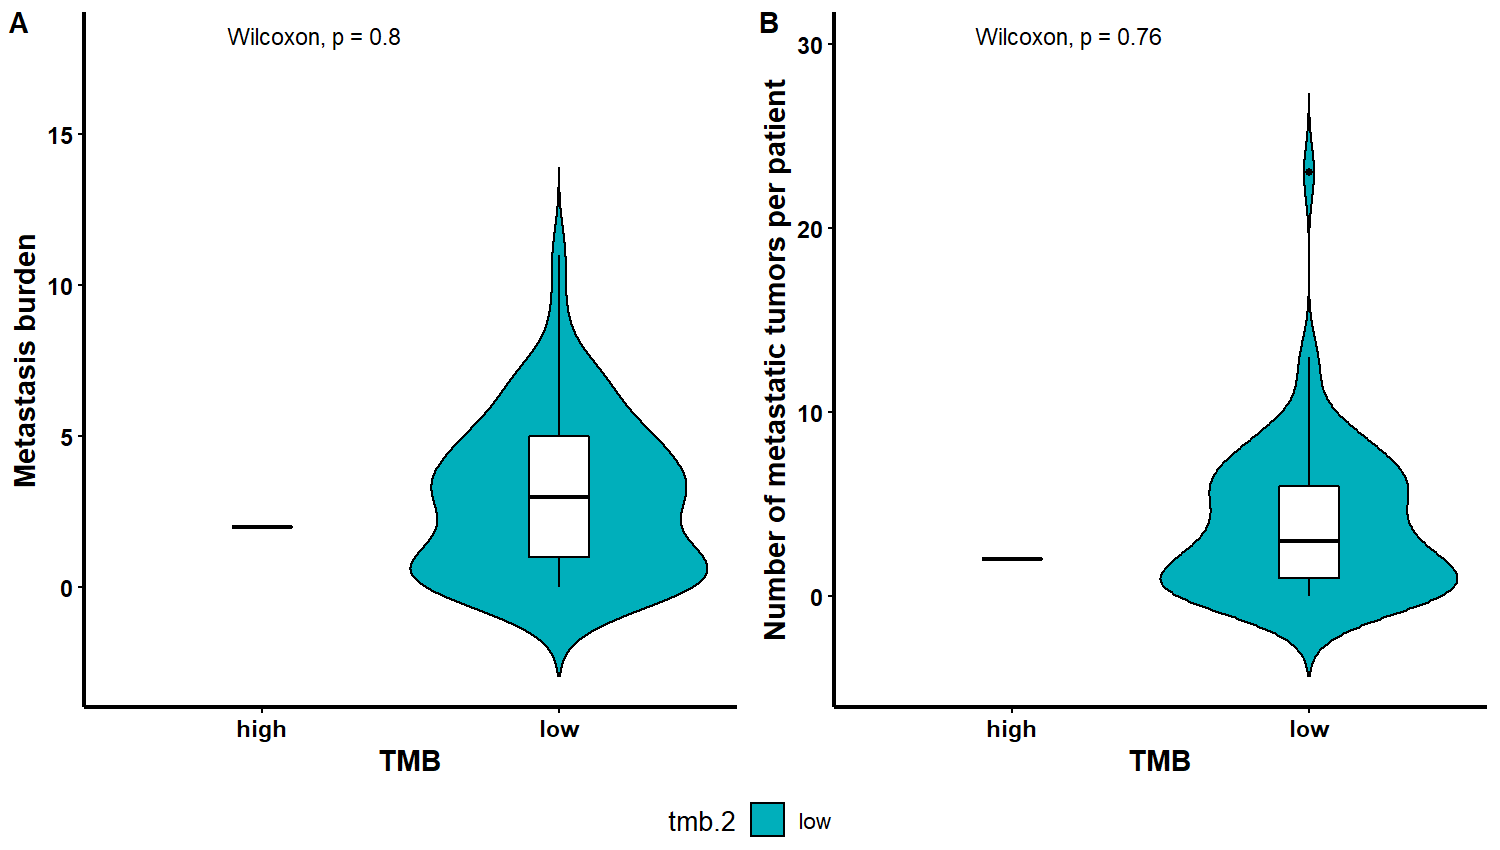 A
Wilcoxon, p = 0.8
Metastasis burden
15
10
5
0
high
low
TMB
B
Wilcoxon, p = 0.76
Number of metastatic tumors per patient
30
20
10
0
high
low
TMB
tmb.2
low